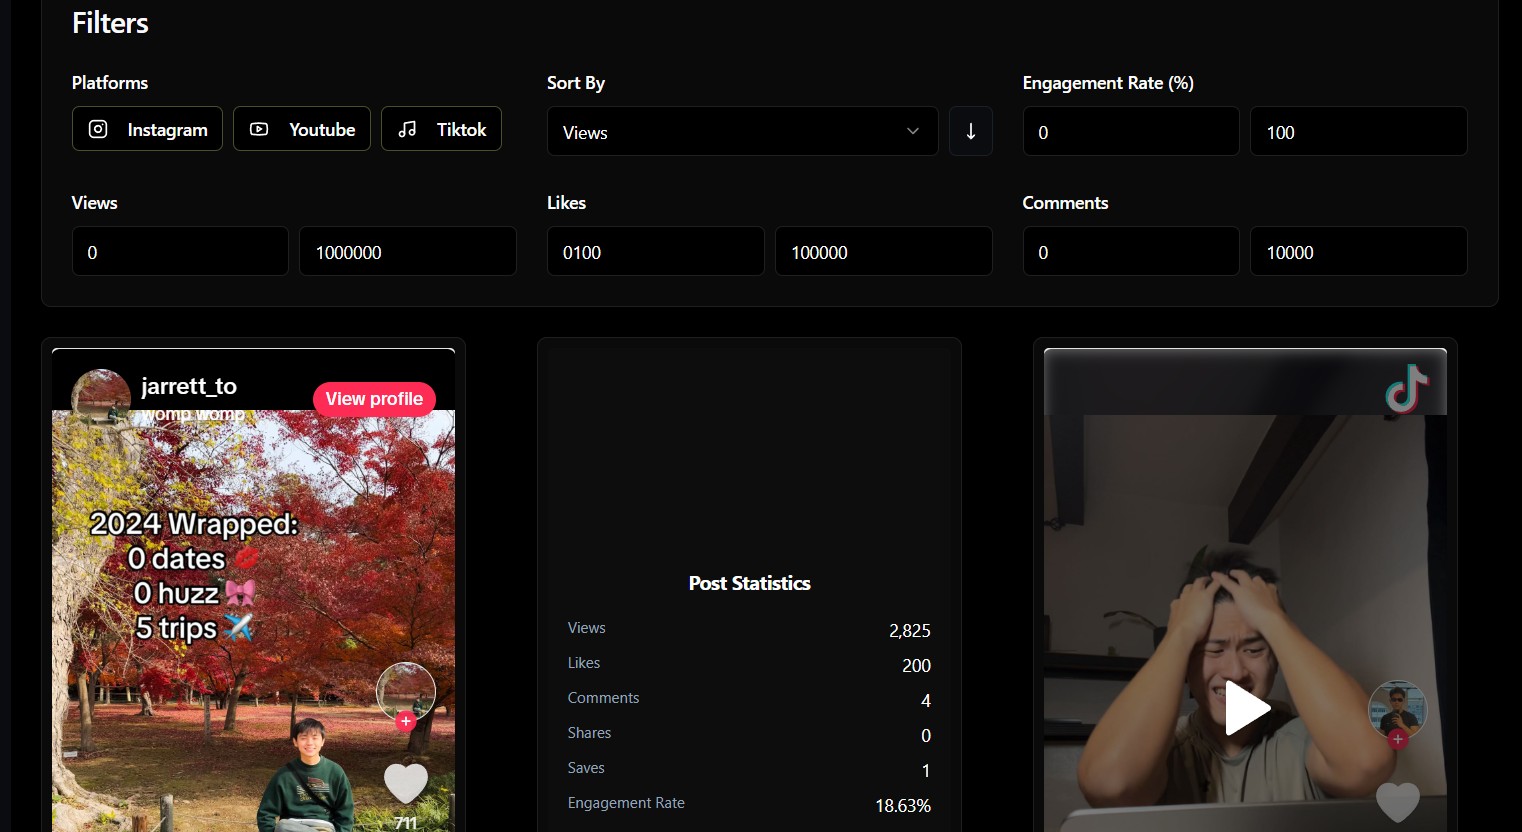 Filters
Platforms
Instagram
Youtube
Tiktok
Sort By
Views
↓
Engagement Rate (%)
0
100
Views
0
1000000
Likes
0100
100000
Comments
0
10000
jarrett_to
womp womp
View profile
2024 Wrapped:
0 dates 💋
0 huzz 🎀
5 trips ✈️
711
Post Statistics
Views 2,825
Likes 200
Comments 4
Shares 0
Saves 1
Engagement Rate 18.63%